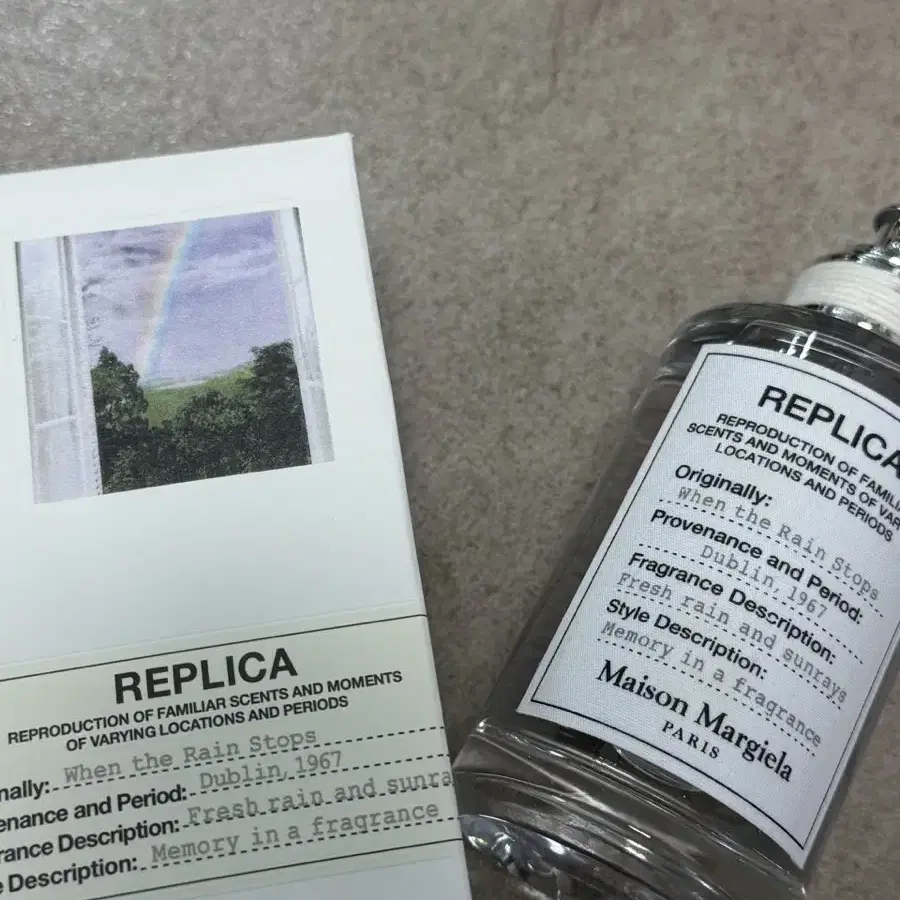 REPLICA
REPRODUCTION OF FAMILIAR SCENTS AND MOMENTS
OF VARYING LOCATIONS AND PERIODS
nally: When the Rain Stops
enance and Period: Dublin, 1967
rance Description: Fresh rain and sunra
e Description: Memory in a fragrance
REPLICA
REPRODUCTION OF FAMILIA
SCENTS AND MOMENTS OF VAR
LOCATIONS AND PERIODS
Originally:
When the Rain Stops
Provenance and Period:
Dublin, 1967
Fragrance Description:
Fresh rain and sunrays
Style Description:
Memory in a fragrance
Maison Margiela
PARIS